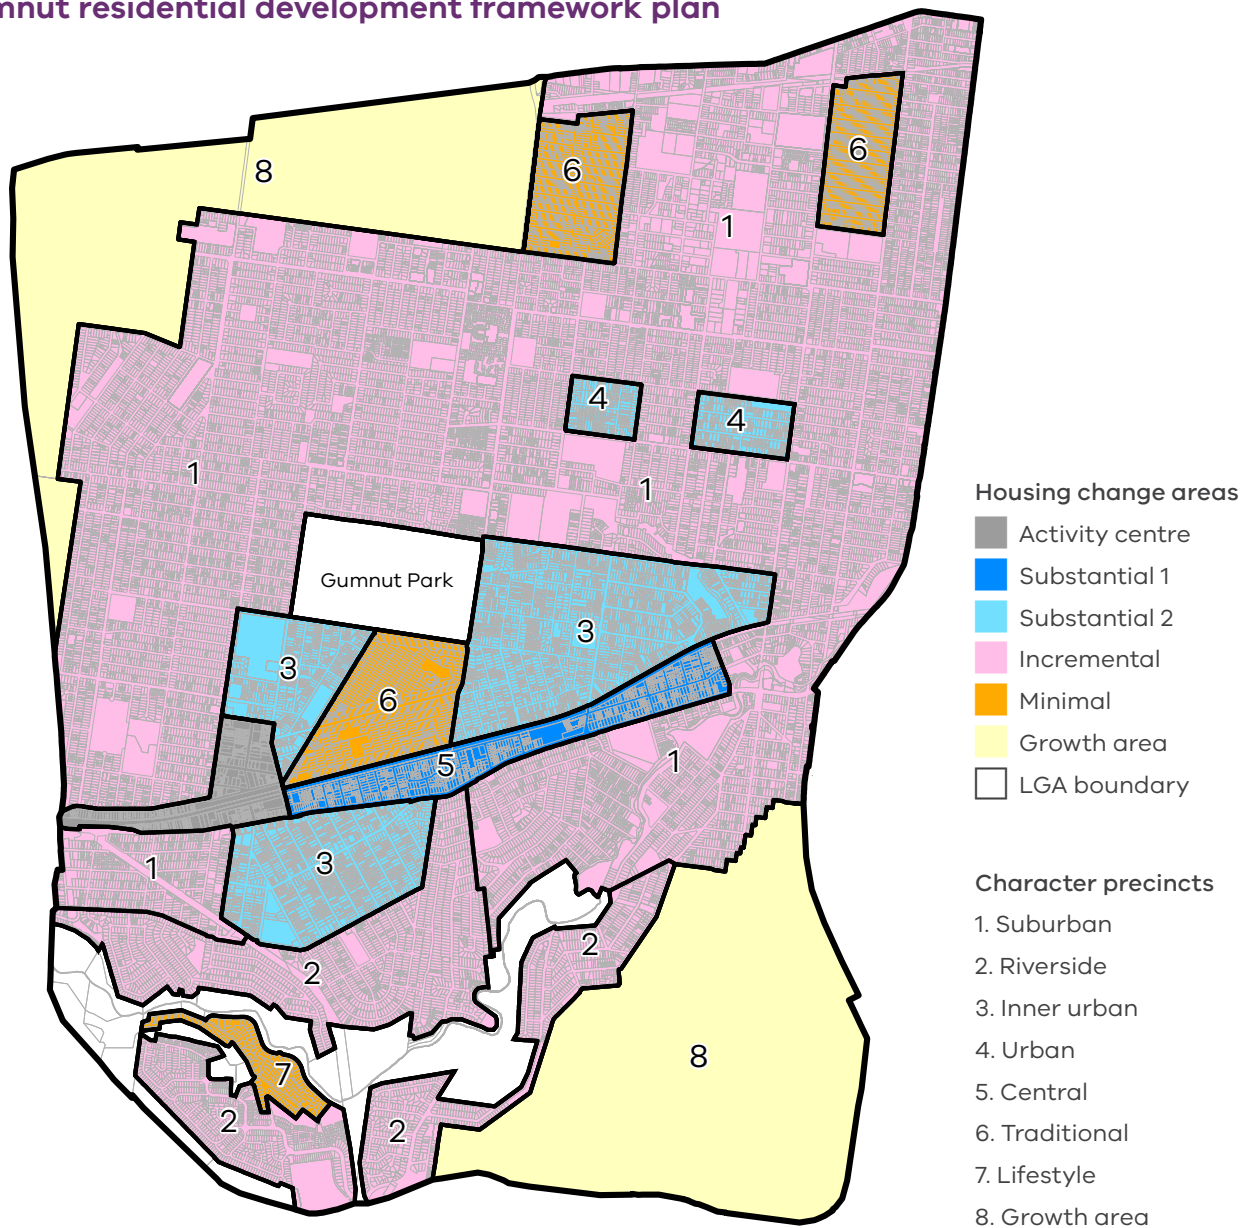 mnut residential development framework plan
8
6
6
1
4
4
1
1
Gumnut Park
3
3
6
5
1
3
1
2
2
8
7
2
2
Housing change areas
Activity centre
Substantial 1
Substantial 2
Incremental
Minimal
Growth area
LGA boundary
Character precincts
1. Suburban
2. Riverside
3. Inner urban
4. Urban
5. Central
6. Traditional
7. Lifestyle
8. Growth area